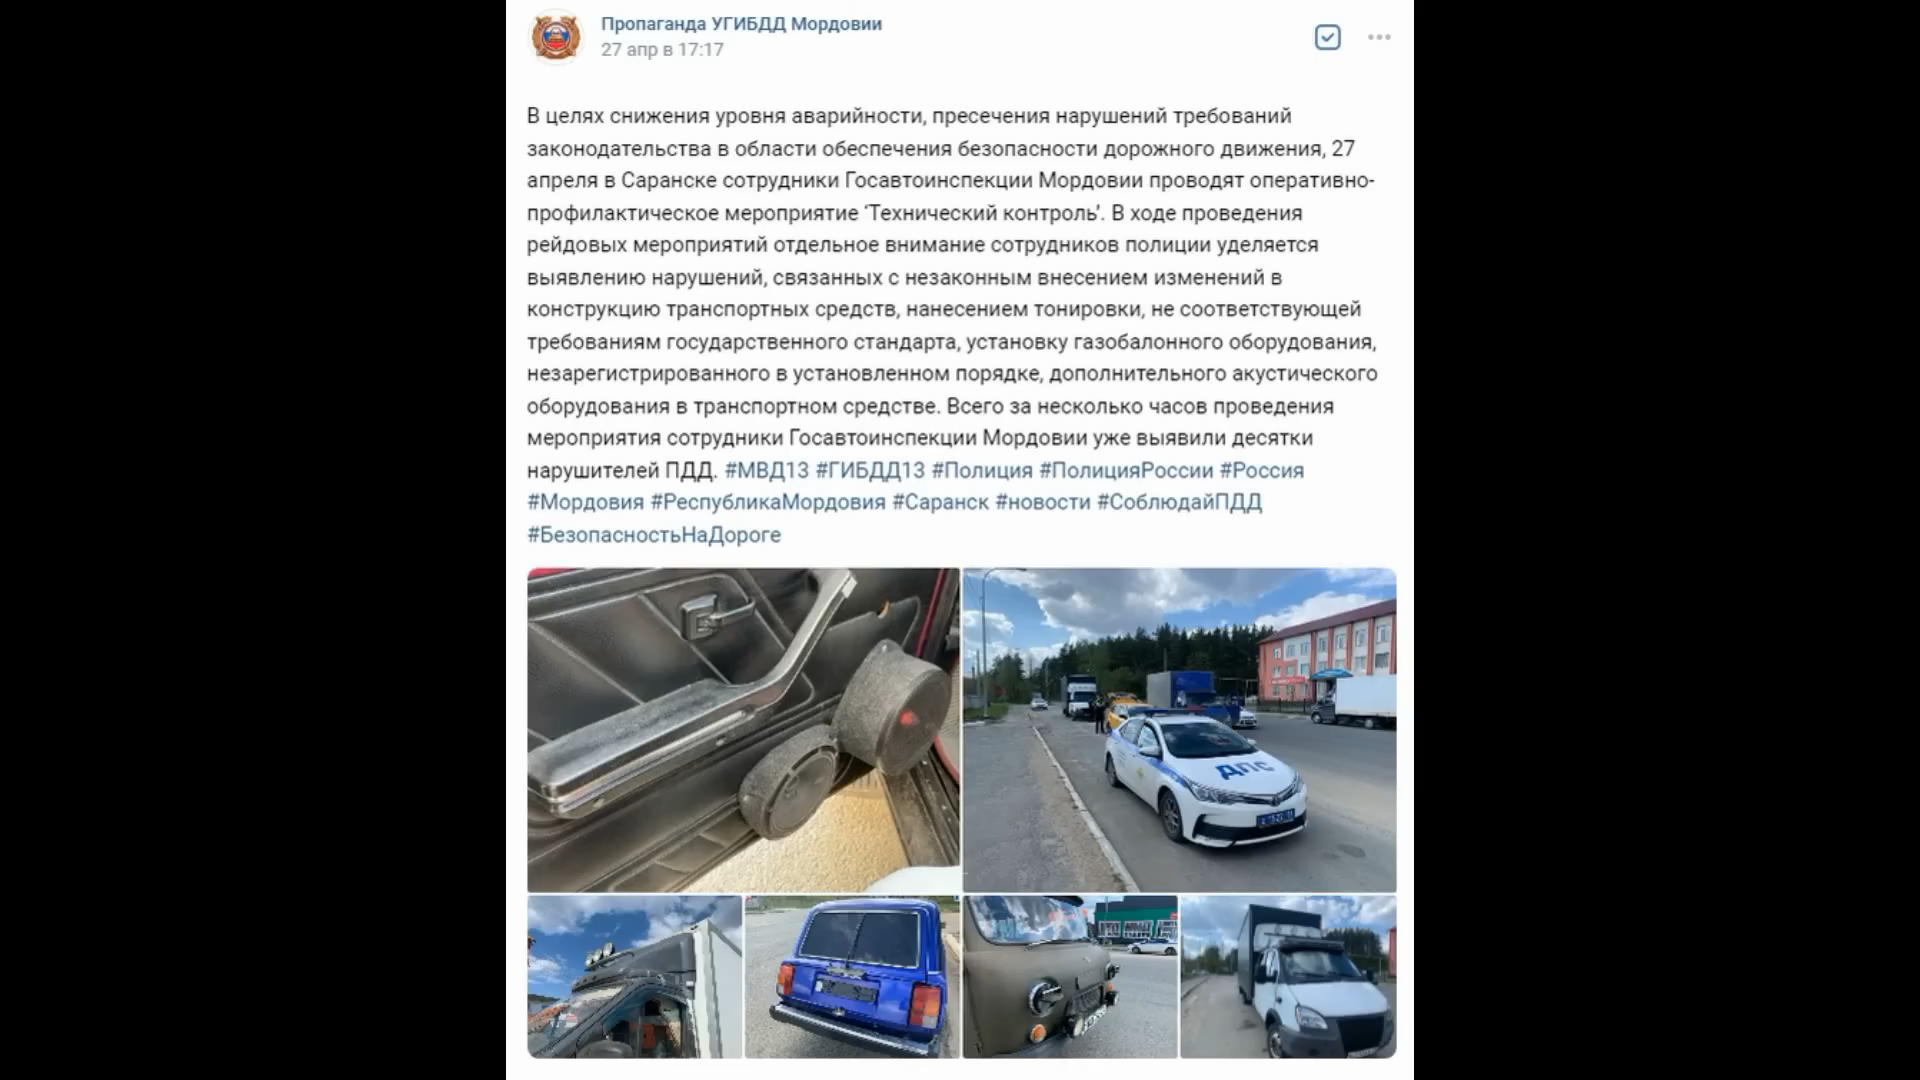 Пропаганда УГИБДД Мордовии
27 апр в 17:17
В целях снижения уровня аварийности, пресечения нарушений требований
законодательства в области обеспечения безопасности дорожного движения, 27
апреля в Саранске сотрудники Госавтоинспекции Мордовии проводят оперативно-
профилактическое мероприятие ‘Технический контроль’. В ходе проведения
рейдовых мероприятий отдельное внимание сотрудников полиции уделяется
выявлению нарушений, связанных с незаконным внесением изменений в
конструкцию транспортных средств, нанесением тонировки, не соответствующей
требованиям государственного стандарта, установку газобалонного оборудования,
незарегистрированного в установленном порядке, дополнительного акустического
оборудования в транспортном средстве. Всего за несколько часов проведения
мероприятия сотрудники Госавтоинспекции Мордовии уже выявили десятки
нарушителей ПДД. #МВД13 #ГИБДД13 #Полиция #ПолицияРоссии #Россия
#Мордовия #РеспубликаМордовия #Саранск #новости #СоблюдайПДД
#БезопасностьНаДороге
ДПС